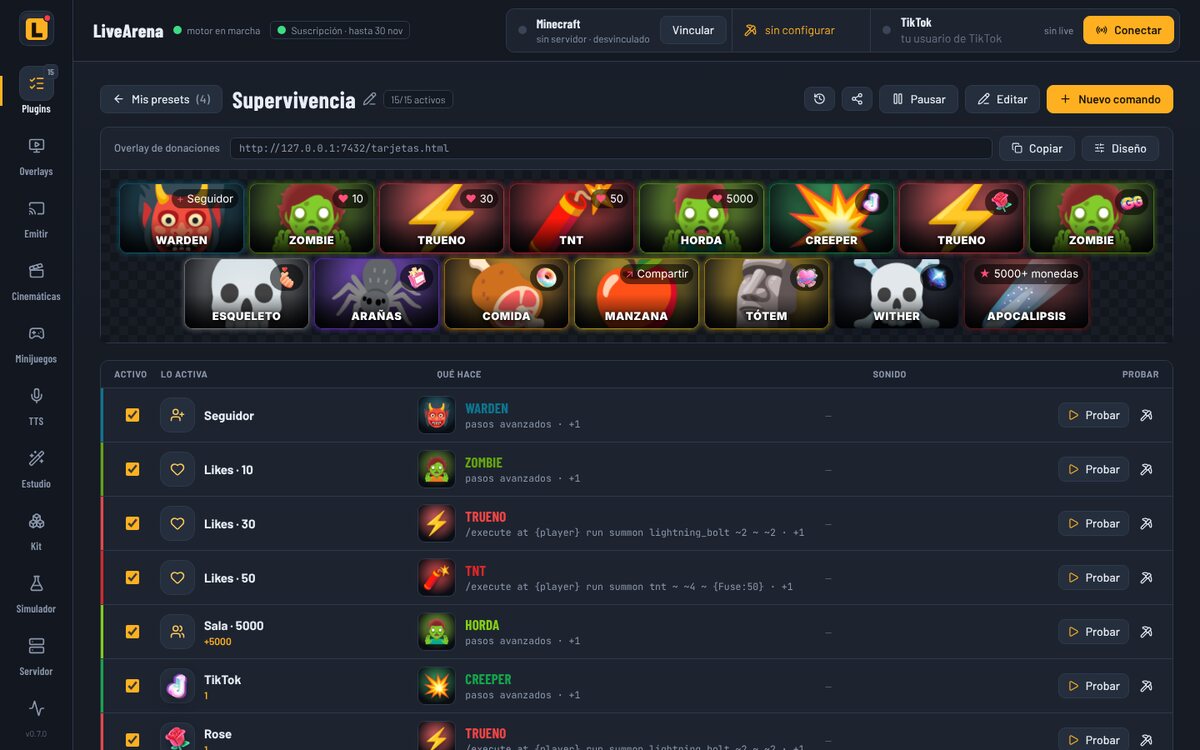 L
LiveArena
motor en marcha
Suscripción · hasta 30 nov
Minecraft
sin servidor · desvinculado
Vincular
sin configurar
TikTok
tu usuario de TikTok
sin live
Conectar
15
Plugins
Overlays
Emitir
Cinemáticas
Minijuegos
TTS
Estudio
Kit
Simulador
Servidor
v0.7.0
Mis presets (4)
Supervivencia
15/15 activos
Pausar
Editar
+ Nuevo comando
Overlay de donaciones
http://127.0.0.1:7432/tarjetas.html
Copiar
Diseño
+ Seguidor
WARDEN
10
ZOMBIE
30
TRUENO
50
TNT
5000
HORDA
CREEPER
TRUENO
GG
ZOMBIE
ESQUELETO
ARAÑAS
COMIDA
Compartir
MANZANA
TÓTEM
WITHER
5000+ monedas
APOCALIPSIS
ACTIVO LO ACTIVA QUÉ HACE SONIDO PROBAR
Seguidor
WARDEN
pasos avanzados · +1
—
Probar
Likes · 10
ZOMBIE
pasos avanzados · +1
—
Probar
Likes · 30
TRUENO
/execute at {player} run summon lightning_bolt ~2 ~ ~2 · +1
—
Probar
Likes · 50
TNT
/execute at {player} run summon tnt ~ ~4 ~ {Fuse:50} · +1
—
Probar
Sala · 5000
+5000
HORDA
pasos avanzados · +1
—
Probar
TikTok
1
CREEPER
pasos avanzados · +1
—
Probar
Rose
TRUENO
Probar